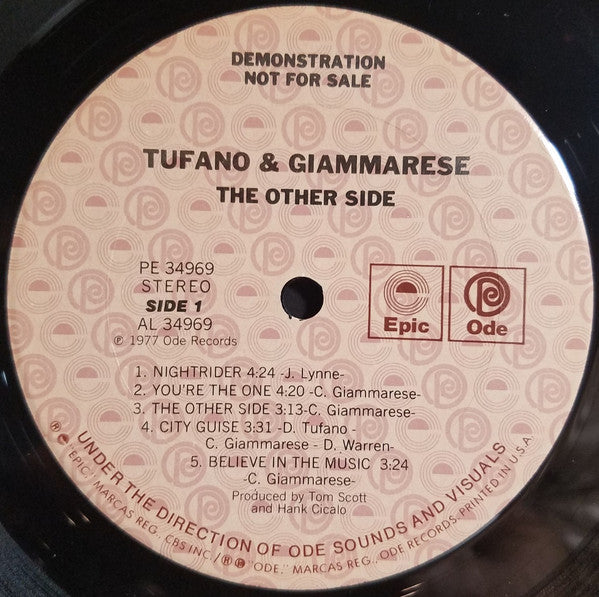 DEMONSTRATION
NOT FOR SALE
TUFANO & GIAMMARESE
THE OTHER SIDE
PE 34969
STEREO
SIDE 1
AL 34969
℗ 1977 Ode Records
Epic
Ode
1. NIGHTRIDER 4:24 -J. Lynne-
2. YOU'RE THE ONE 4:20 -C. Giammarese-
3. THE OTHER SIDE 3:13-C. Giammarese-
4. CITY GUISE 3:31 -D. Tufano -
C. Giammarese - D. Warren-
5. BELIEVE IN THE MUSIC 3:24
-C. Giammarese-
Produced by Tom Scott
and Hank Cicalo
UNDER THE DIRECTION OF ODE SOUNDS AND VISUALS
"EPIC," MARCAS REG., CBS INC./ "ODE," MARCAS REG., ODE RECORDS-PRINTED IN U.S.A.